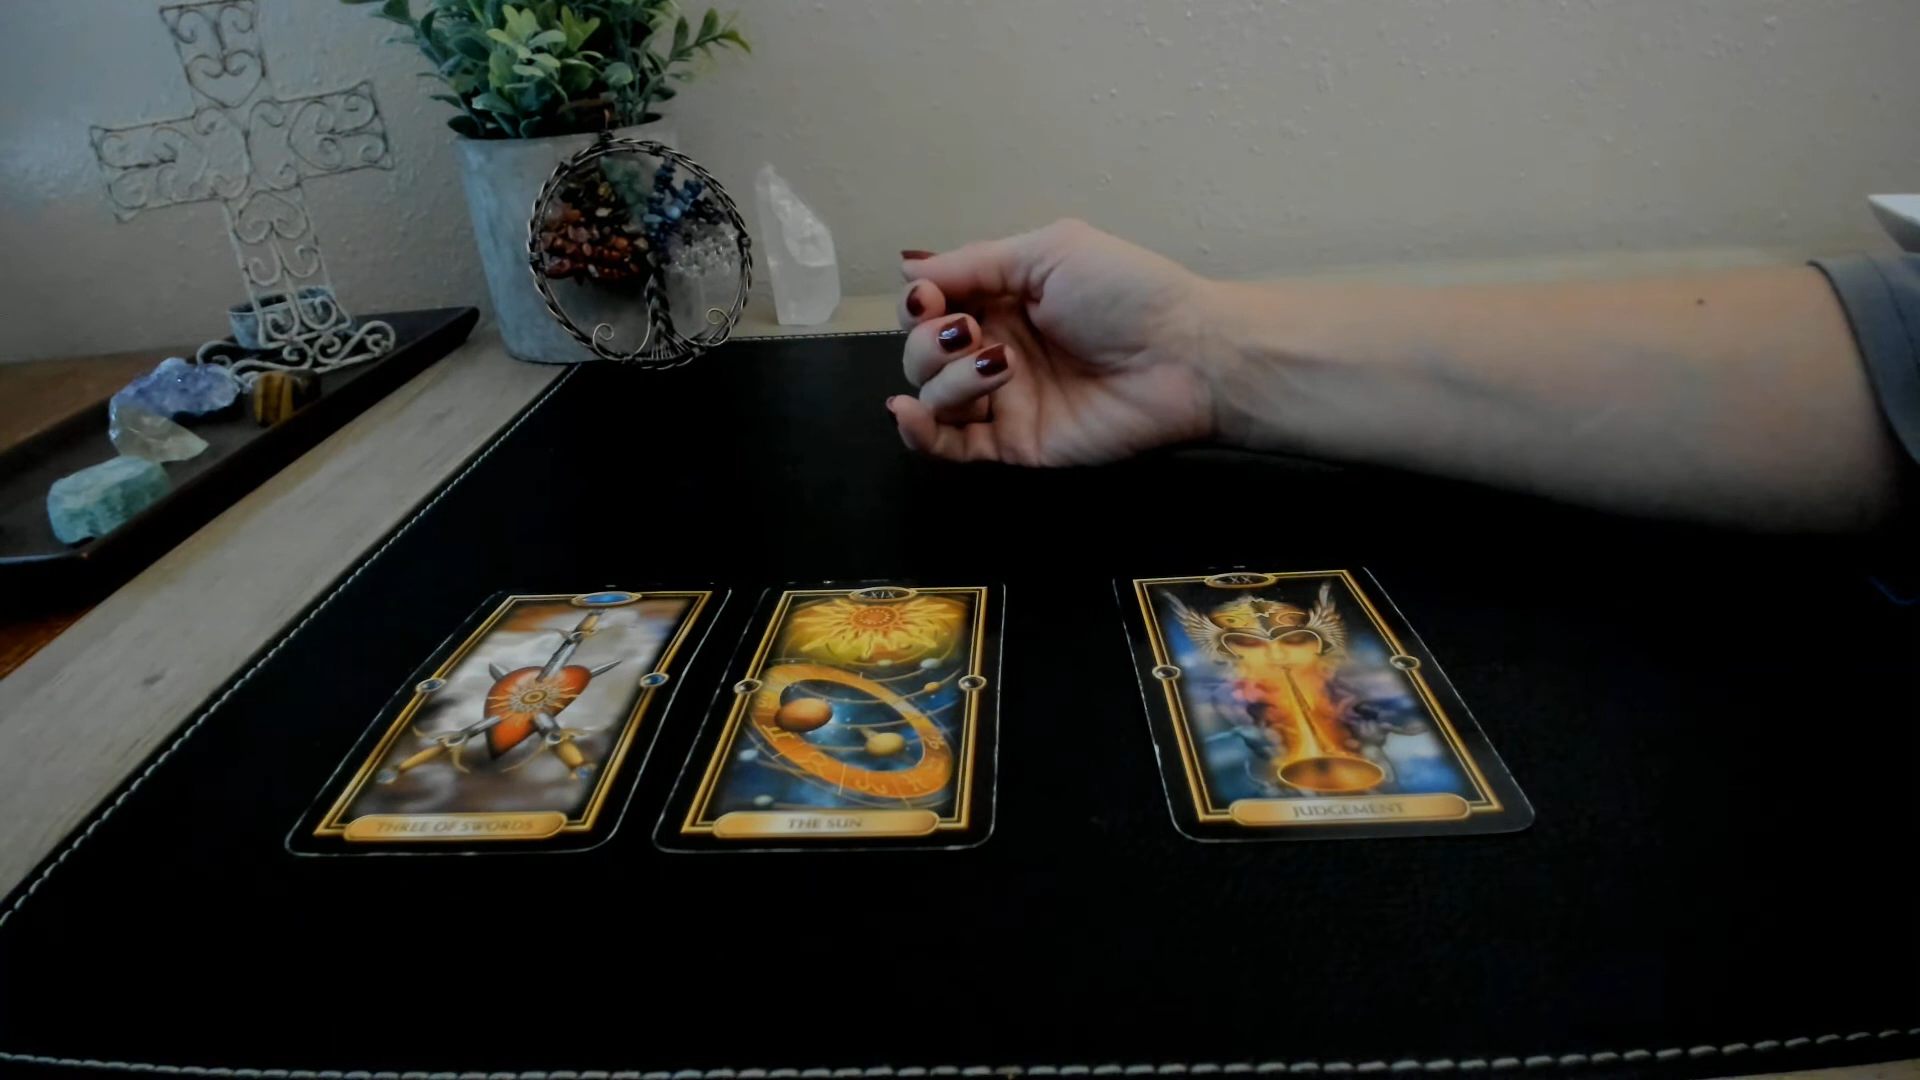 XIX
XX
THREE OF SWORDS
THE SUN
JUDGEMENT